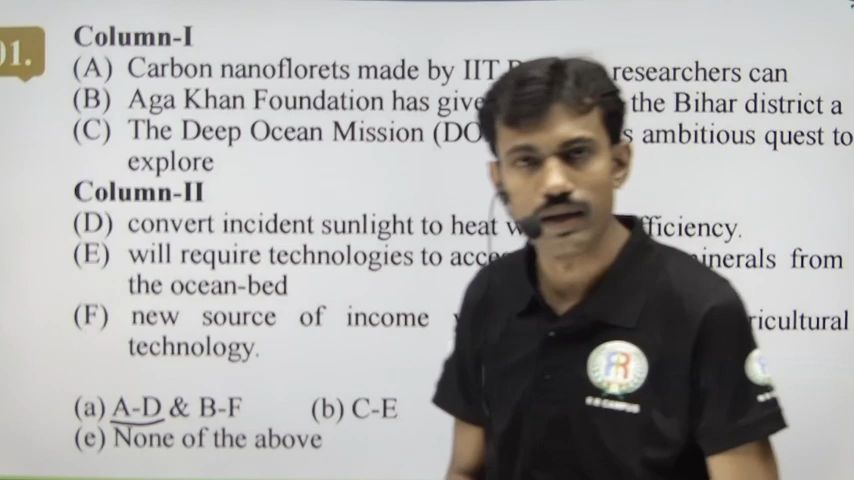 01.
Column-I
(A) Carbon nanoflorets made by IIT researchers can
(B) Aga Khan Foundation has give the Bihar district a
(C) The Deep Ocean Mission (DO s ambitious quest to
explore
Column-II
(D) convert incident sunlight to heat w fficiency.
(E) will require technologies to acce inerals from
the ocean-bed
(F) new source of income ricultural
technology.
(a) A-D & B-F (b) C-E
(e) None of the above